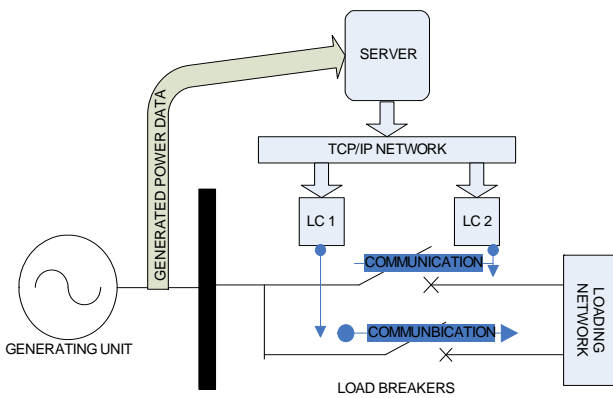 SERVER
GENERATED POWER DATA
TCP/IP NETWORK
LC 1
LC 2
COMMUNICATION
LOADING
NETWORK
COMMUNBICATION
GENERATING UNIT
LOAD BREAKERS